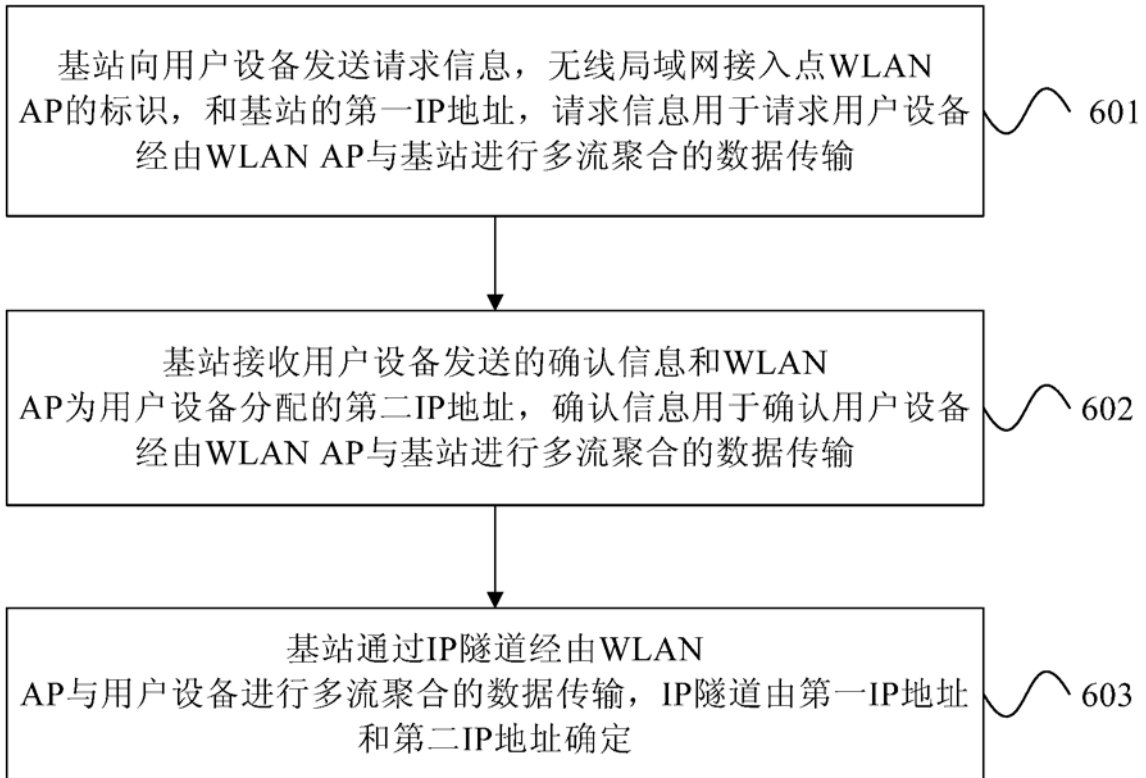 基站向用户设备发送请求信息，无线局域网接入点WLAN
AP的标识，和基站的第一IP地址，请求信息用于请求用户设备
经由WLAN AP与基站进行多流聚合的数据传输
601
基站接收用户设备发送的确认信息和WLAN
AP为用户设备分配的第二IP地址，确认信息用于确认用户设备
经由WLAN AP与基站进行多流聚合的数据传输
602
基站通过IP隧道经由WLAN
AP与用户设备进行多流聚合的数据传输，IP隧道由第一IP地址
和第二IP地址确定
603